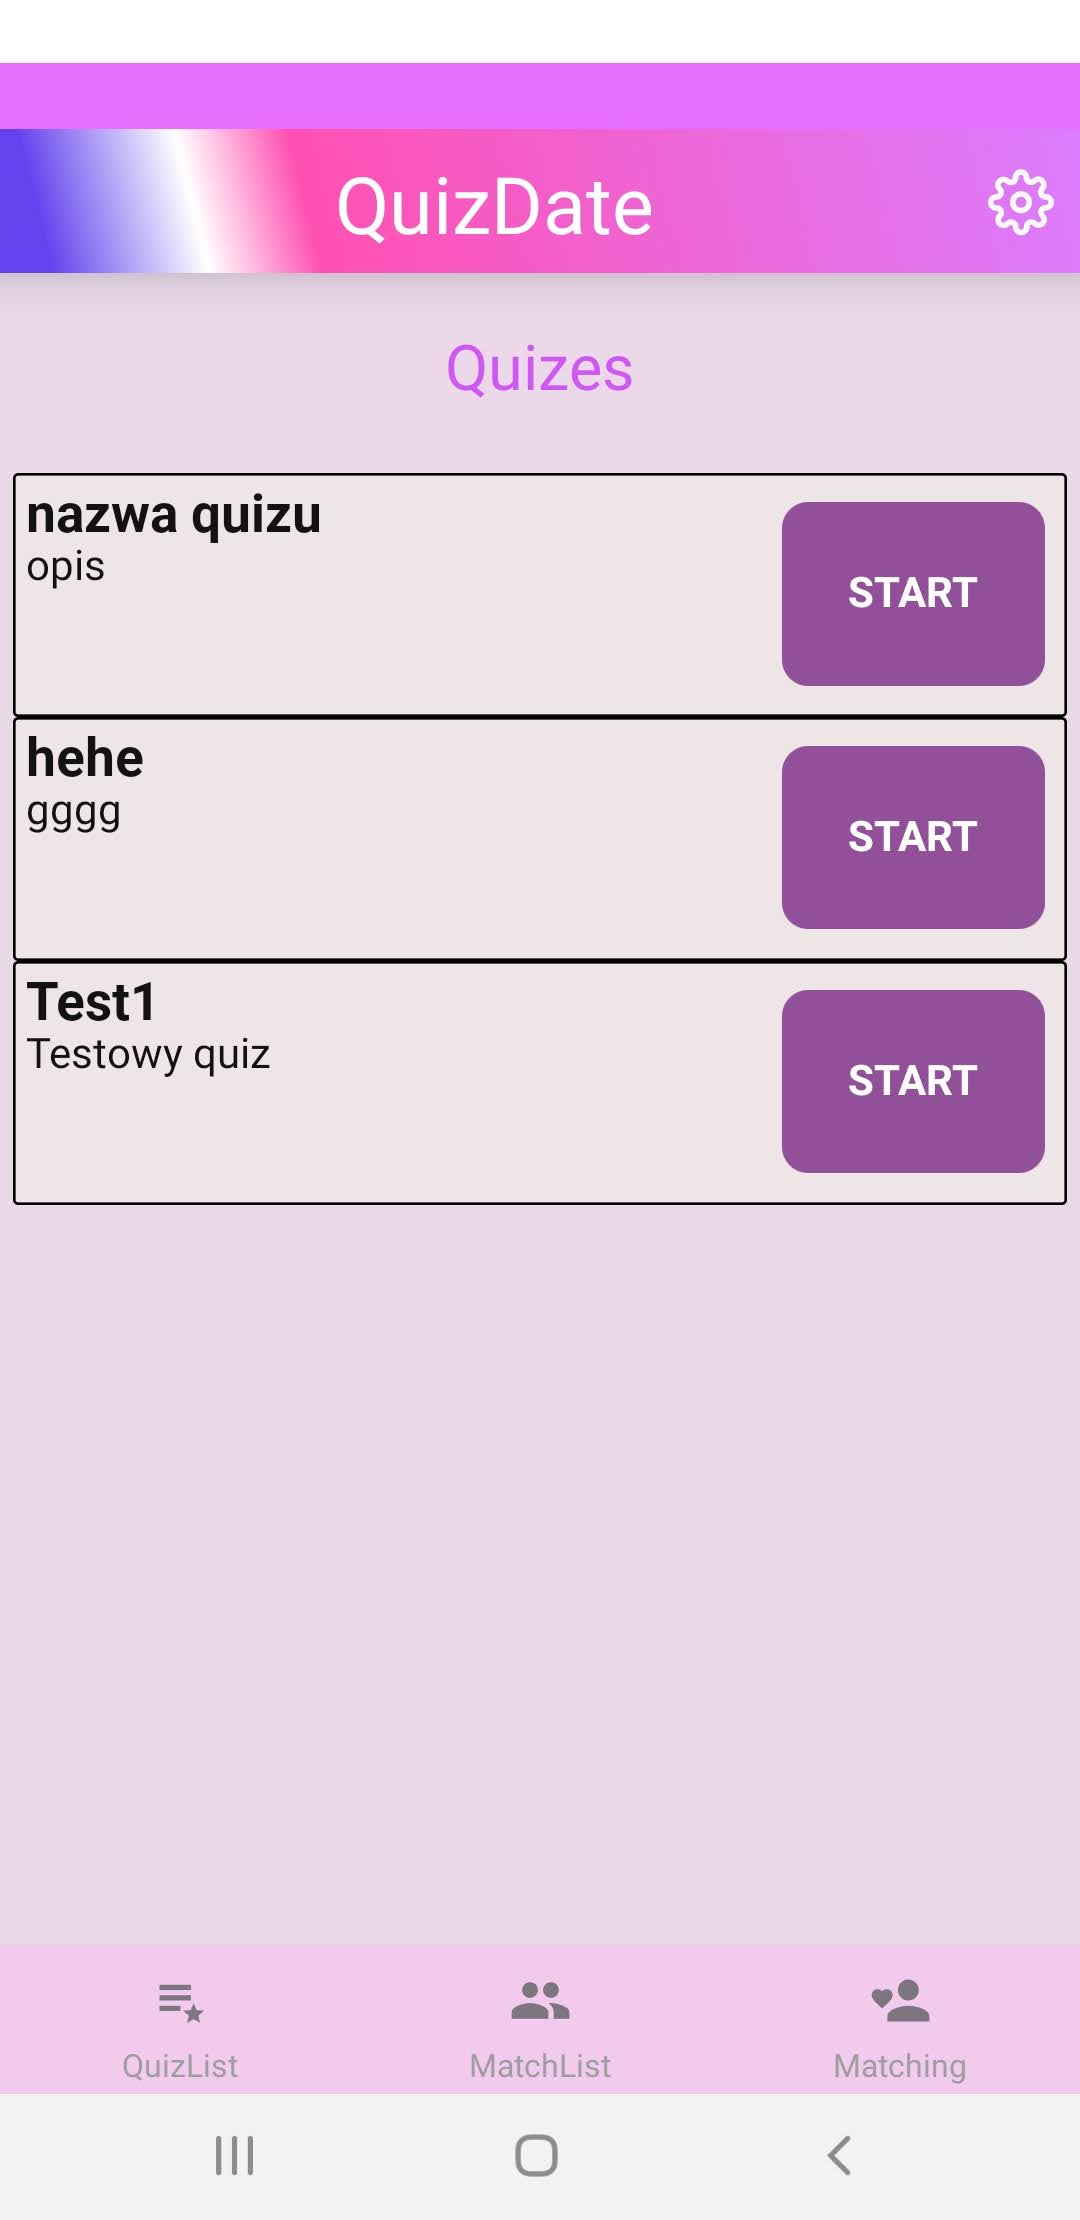 QuizDate
Quizes
nazwa quizu
opis
START
hehe
gggg
START
Test1
Testowy quiz
START
QuizList
MatchList
Matching